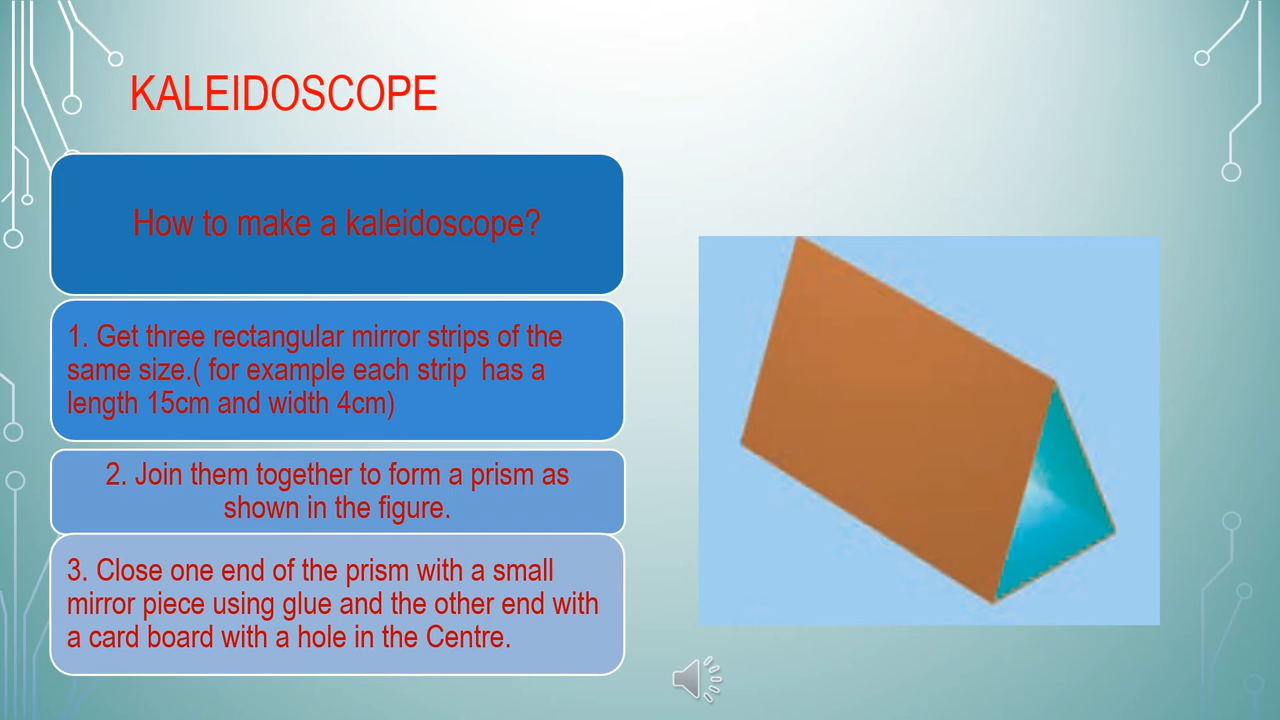 KALEIDOSCOPE
How to make a kaleidoscope?
1. Get three rectangular mirror strips of the
same size.( for example each strip  has a
length 15cm and width 4cm)
2. Join them together to form a prism as
shown in the figure.
3. Close one end of the prism with a small
mirror piece using glue and the other end with
a card board with a hole in the Centre.